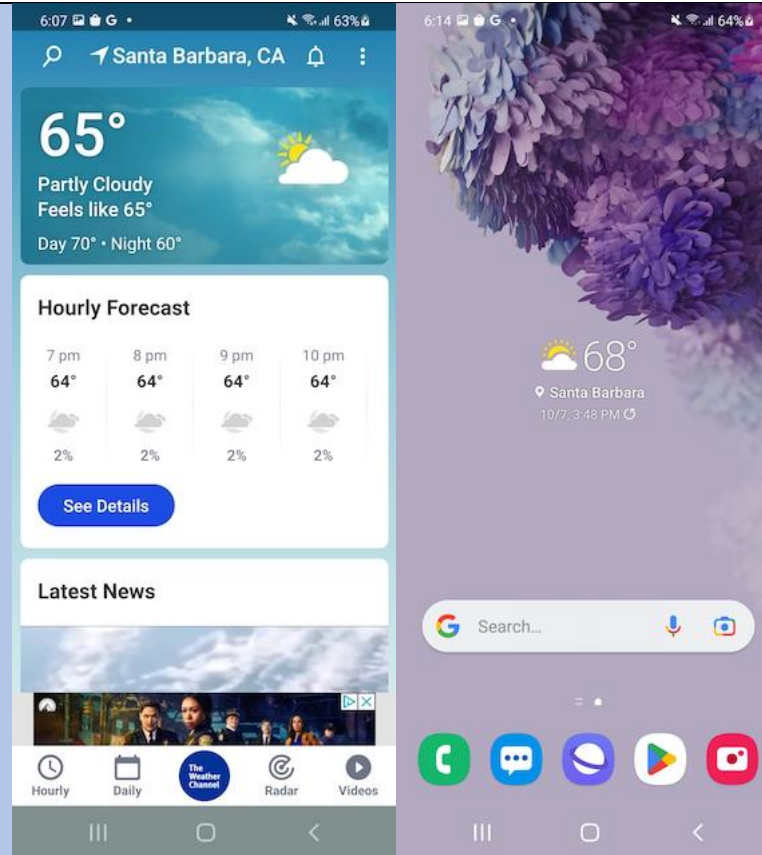 6:07 G • 63%
Santa Barbara, CA
65°
Partly Cloudy
Feels like 65°
Day 70° • Night 60°
Hourly Forecast
7 pm 8 pm 9 pm 10 pm
64° 64° 64° 64°
2% 2% 2% 2%
See Details
Latest News
Hourly
Daily
The
Weather
Channel
Radar
Videos
6:14 G • 64%
68°
Santa Barbara
10/7, 3:48 PM
G Search...